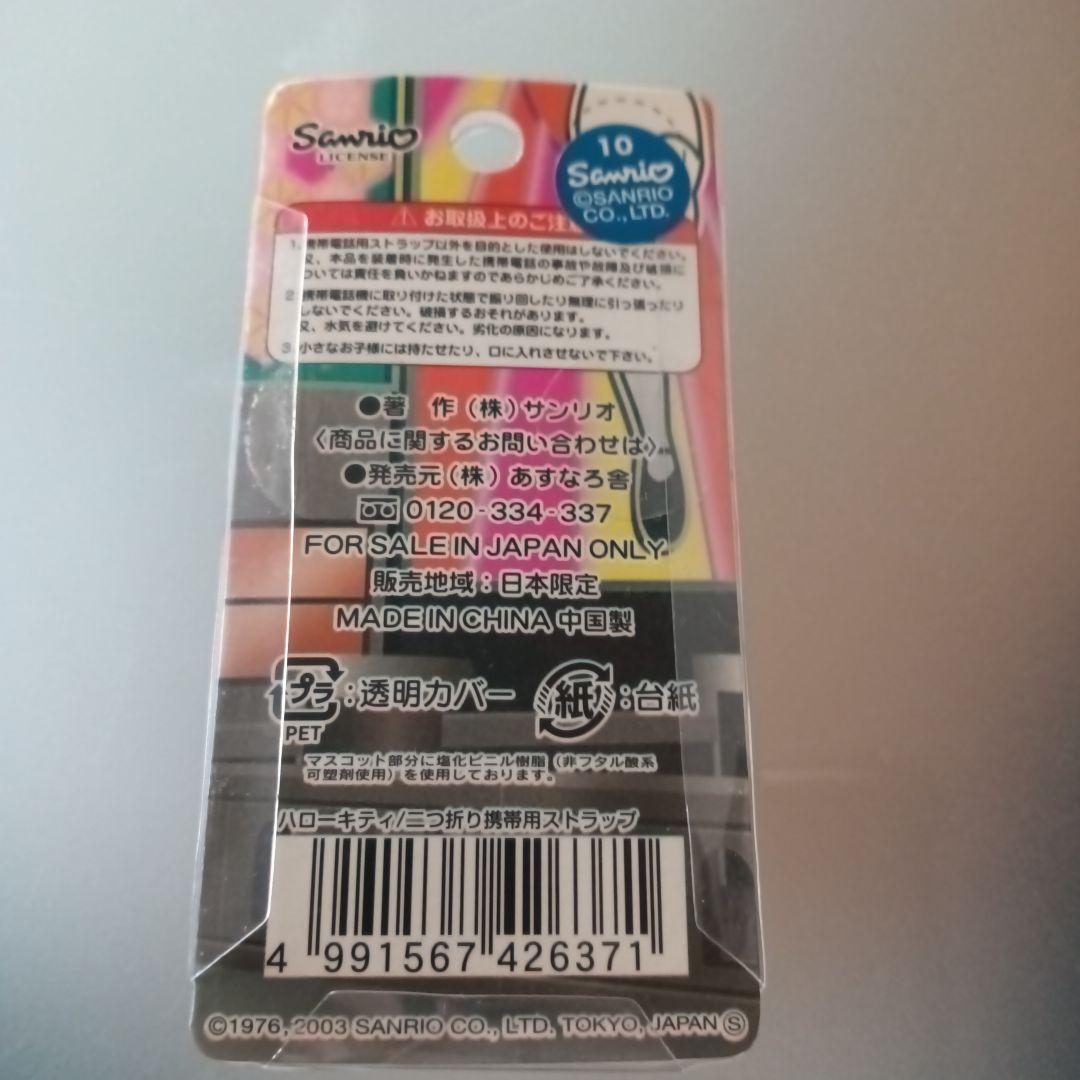 Sanrio
LICENSE
10
Sanrio
©SANRIO
CO.,LTD.
⚠ お取扱上のご注
1. 携帯電話用ストラップ以外を目的とした使用はしないでください。
又、本品を装着時に発生した携帯電話の事故や故障及び破損に
ついては責任を負いかねますのであらかじめご了承ください。
2. 携帯電話機に取り付けた状態で振り回したり無理に引っ張ったり
しないでください。破損するおそれがあります。
又、水気を避けてください。劣化の原因になります。
3. 小さなお子様には持たせたり、口に入れさせないで下さい。
●著 作(株)サンリオ
〈商品に関するお問い合わせは〉
●発売元(株)あすなろ舎
0120-334-337
FOR SALE IN JAPAN ONLY
販売地域:日本限定
MADE IN CHINA 中国製
プラ:透明カバー 紙:台紙
PET
マスコット部分に塩化ビニル樹脂(非フタル酸系
可塑剤使用)を使用しております。
ハローキティ/二つ折り携帯用ストラップ
4 991567 426371
©1976, 2003 SANRIO CO., LTD. TOKYO, JAPAN Ⓢ